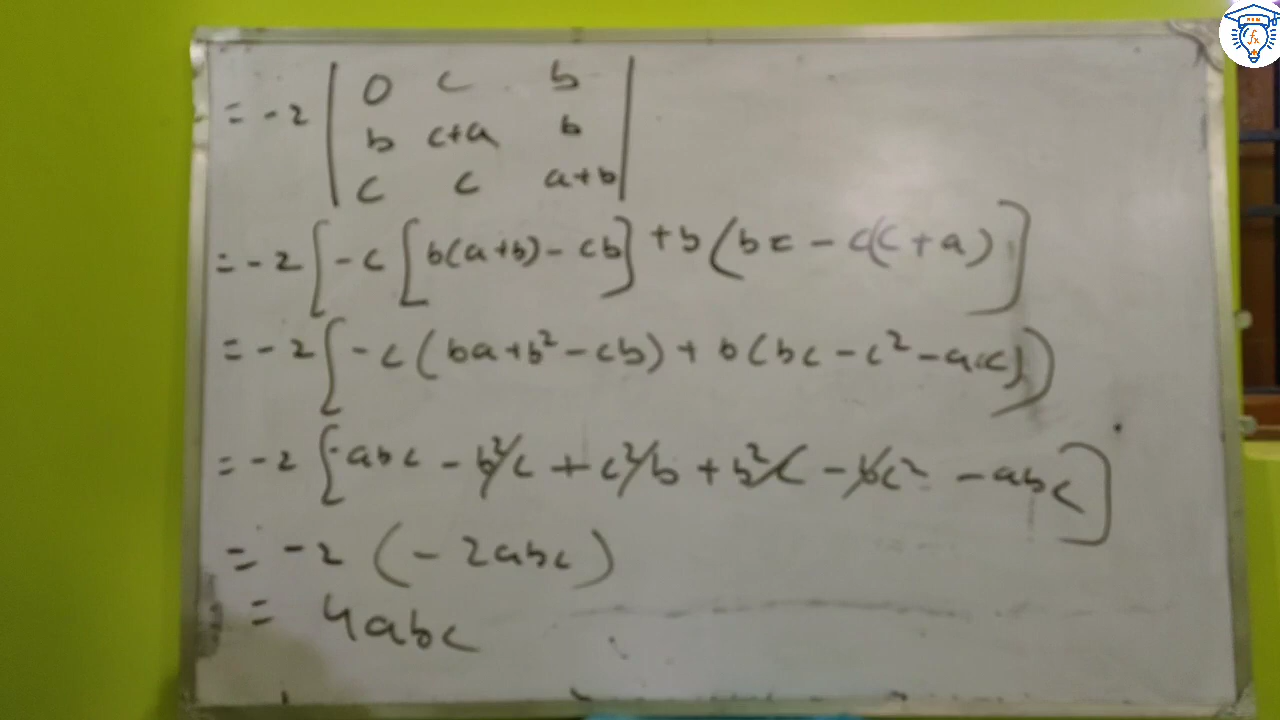 = -2 | 0 c b |
| b c+a b |
| c c a+b |
= -2 [ -c [ b(a+b) - cb ] + b ( bc - c(c+a) ) ]
= -2 [ -c ( ba + b² - cb ) + b ( bc - c² - ac ) )
= -2 [ -abc - b²c + c²b + b²c - bc² - abc ]
= -2 ( -2abc )
= 4abc